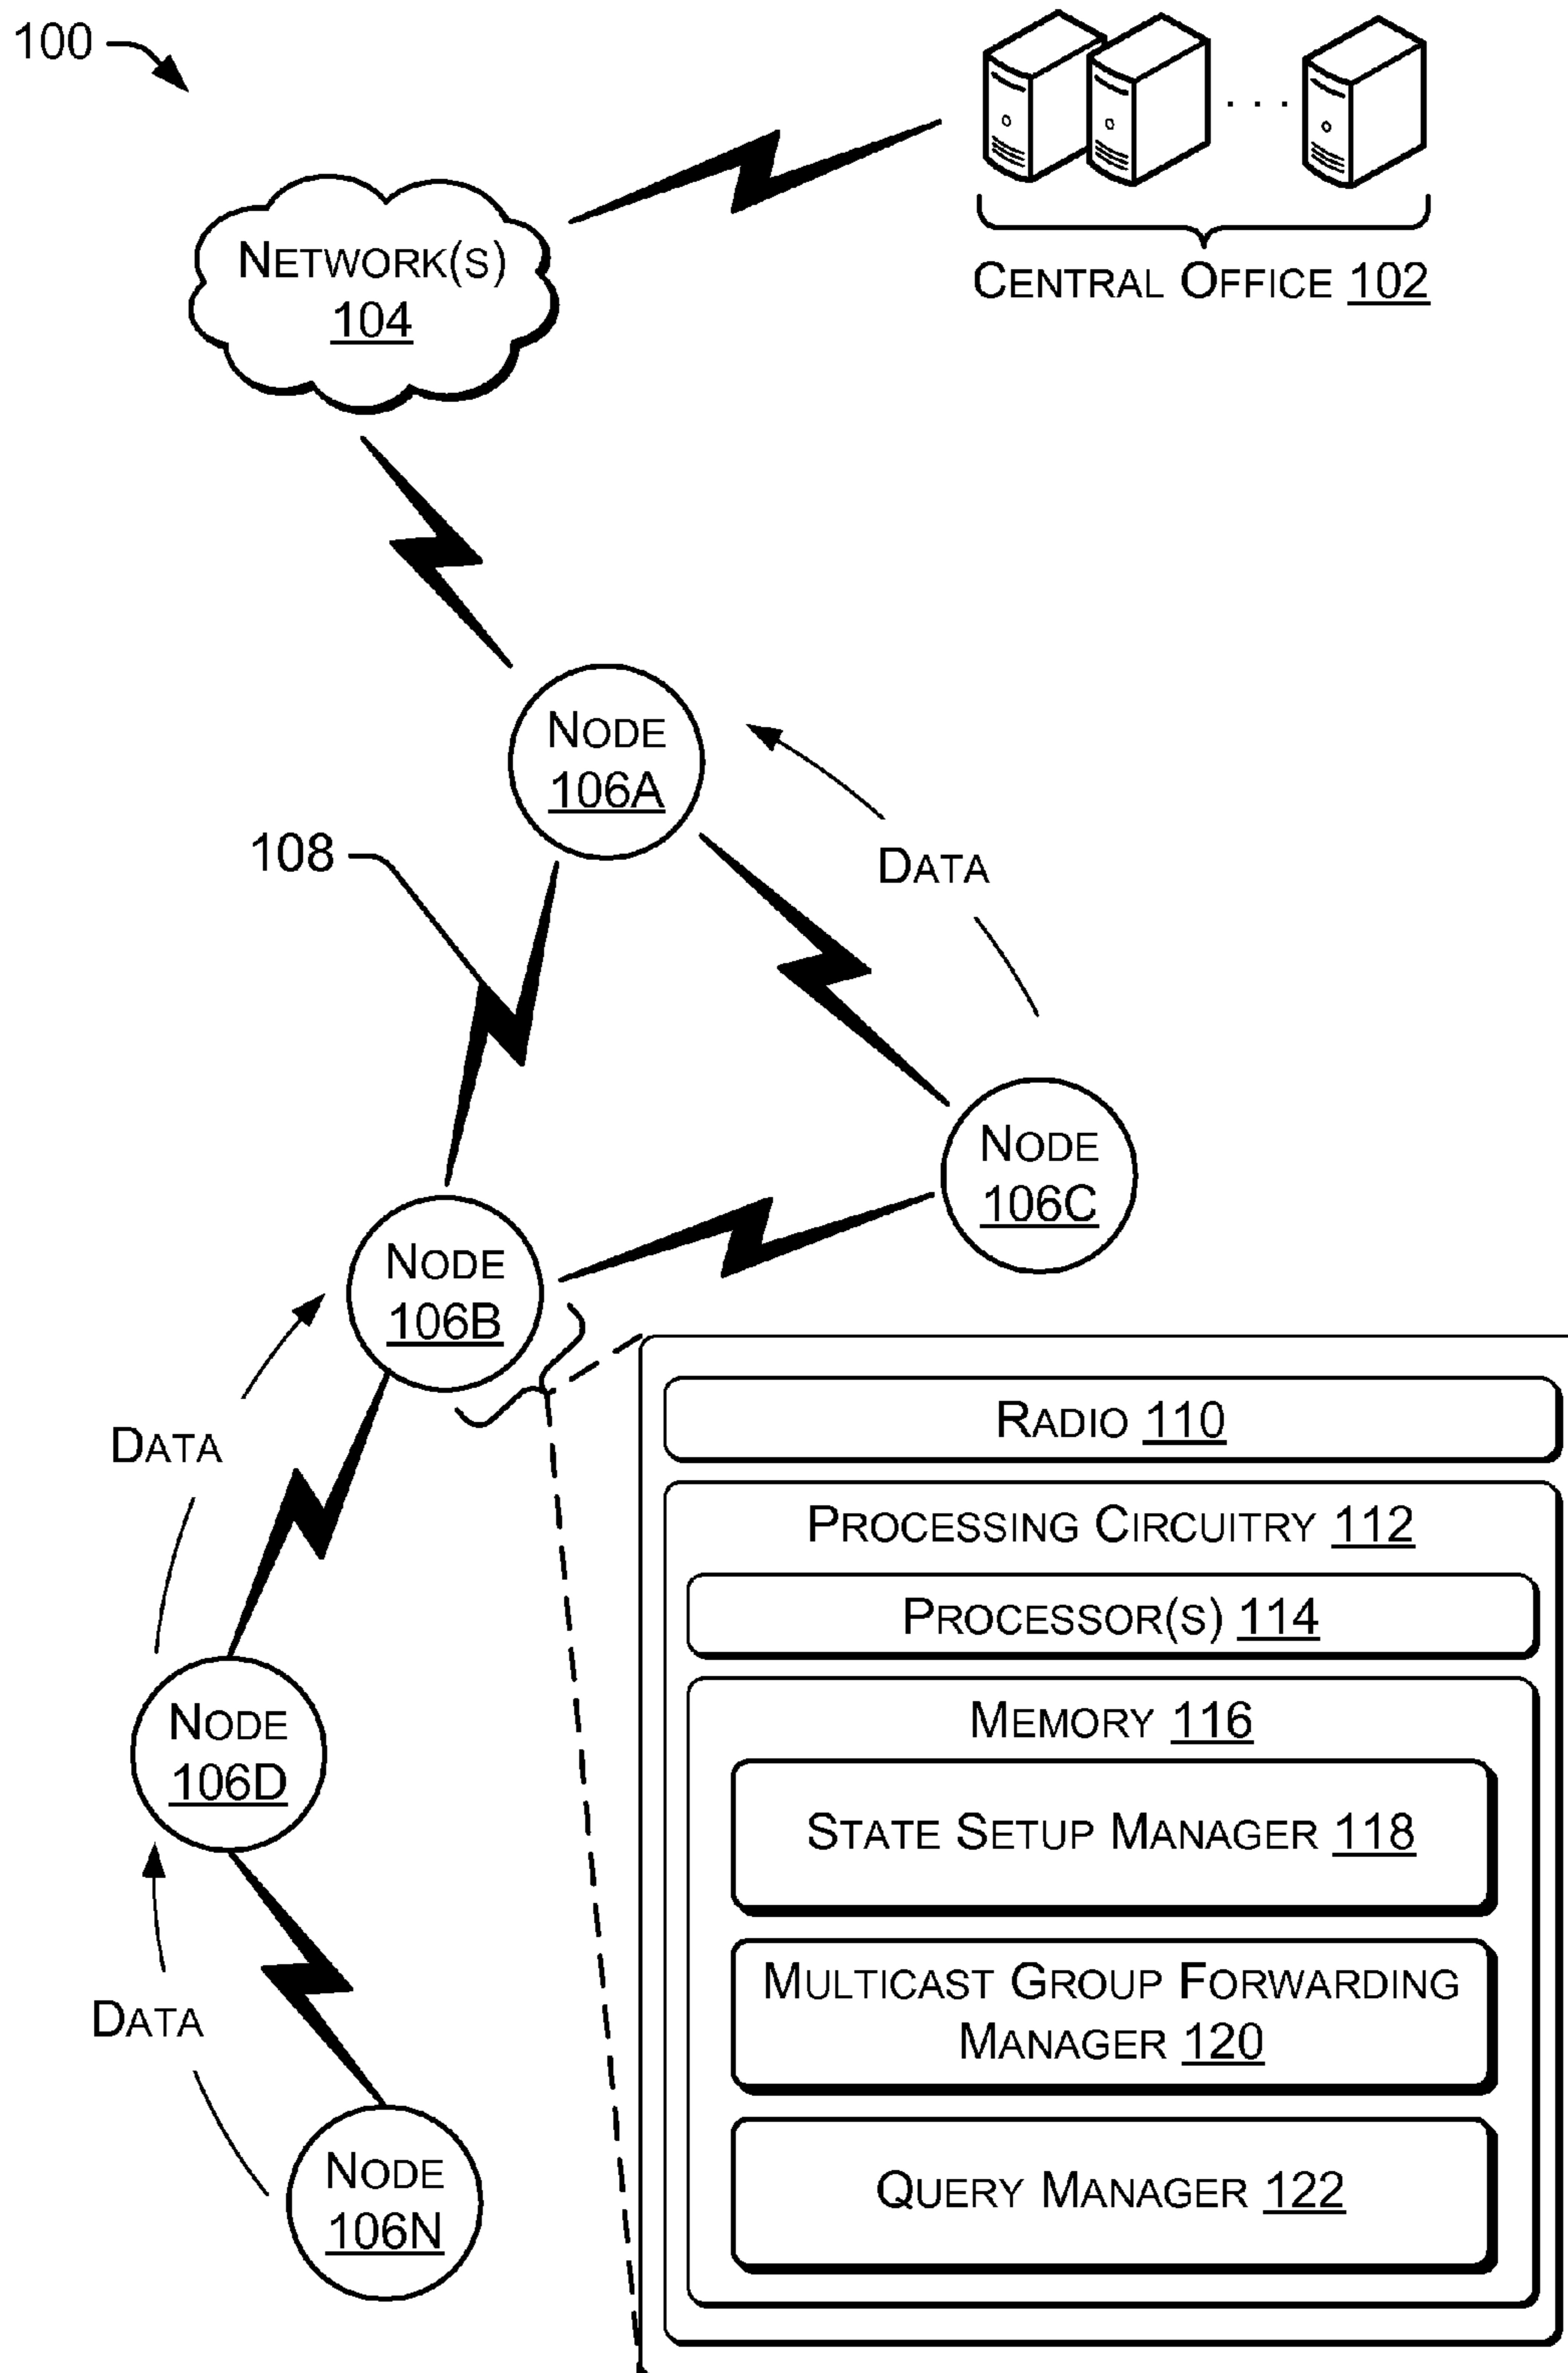 100
NETWORK(S)
104
CENTRAL OFFICE 102
NODE
106A
DATA
108
NODE
106C
NODE
106B
DATA
RADIO 110
PROCESSING CIRCUITRY 112
PROCESSOR(S) 114
MEMORY 116
STATE SETUP MANAGER 118
MULTICAST GROUP FORWARDING
MANAGER 120
QUERY MANAGER 122
NODE
106D
DATA
NODE
106N